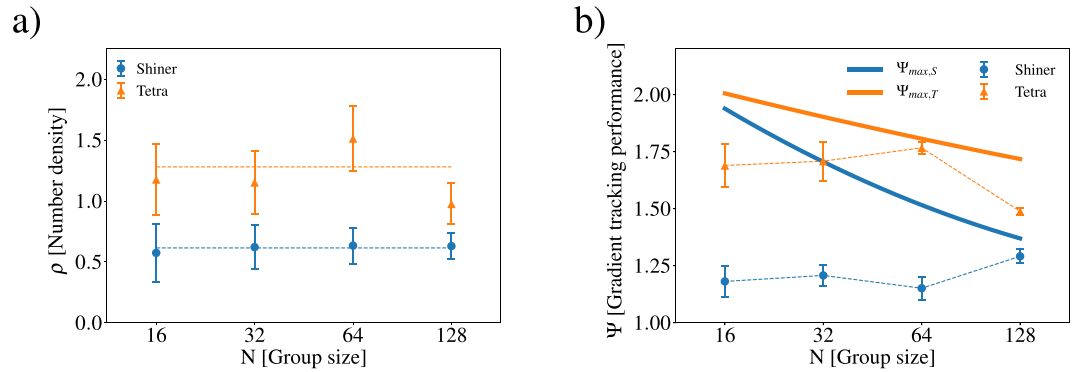 a)
ρ [Number density]
2.0
1.5
1.0
0.5
0.0
Shiner
Tetra
16 32 64 128
N [Group size]
b)
Ψ [Gradient tracking performance]
2.00
1.75
1.50
1.25
1.00
Ψmax,S Shiner
Ψmax,T Tetra
16 32 64 128
N [Group size]